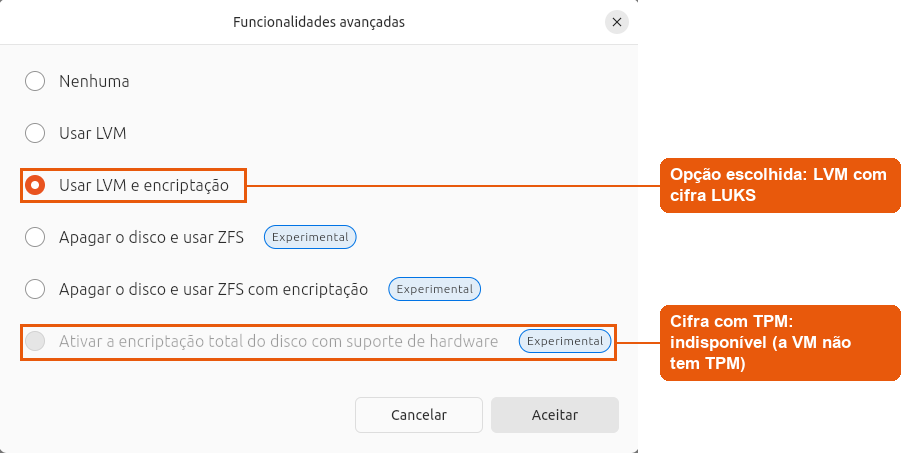 Funcionalidades avançadas
Nenhuma
Usar LVM
Usar LVM e encriptação
Opção escolhida: LVM com
cifra LUKS
Apagar o disco e usar ZFS Experimental
Apagar o disco e usar ZFS com encriptação Experimental
Ativar a encriptação total do disco com suporte de hardware Experimental
Cifra com TPM:
indisponível (a VM não
tem TPM)
Cancelar Aceitar